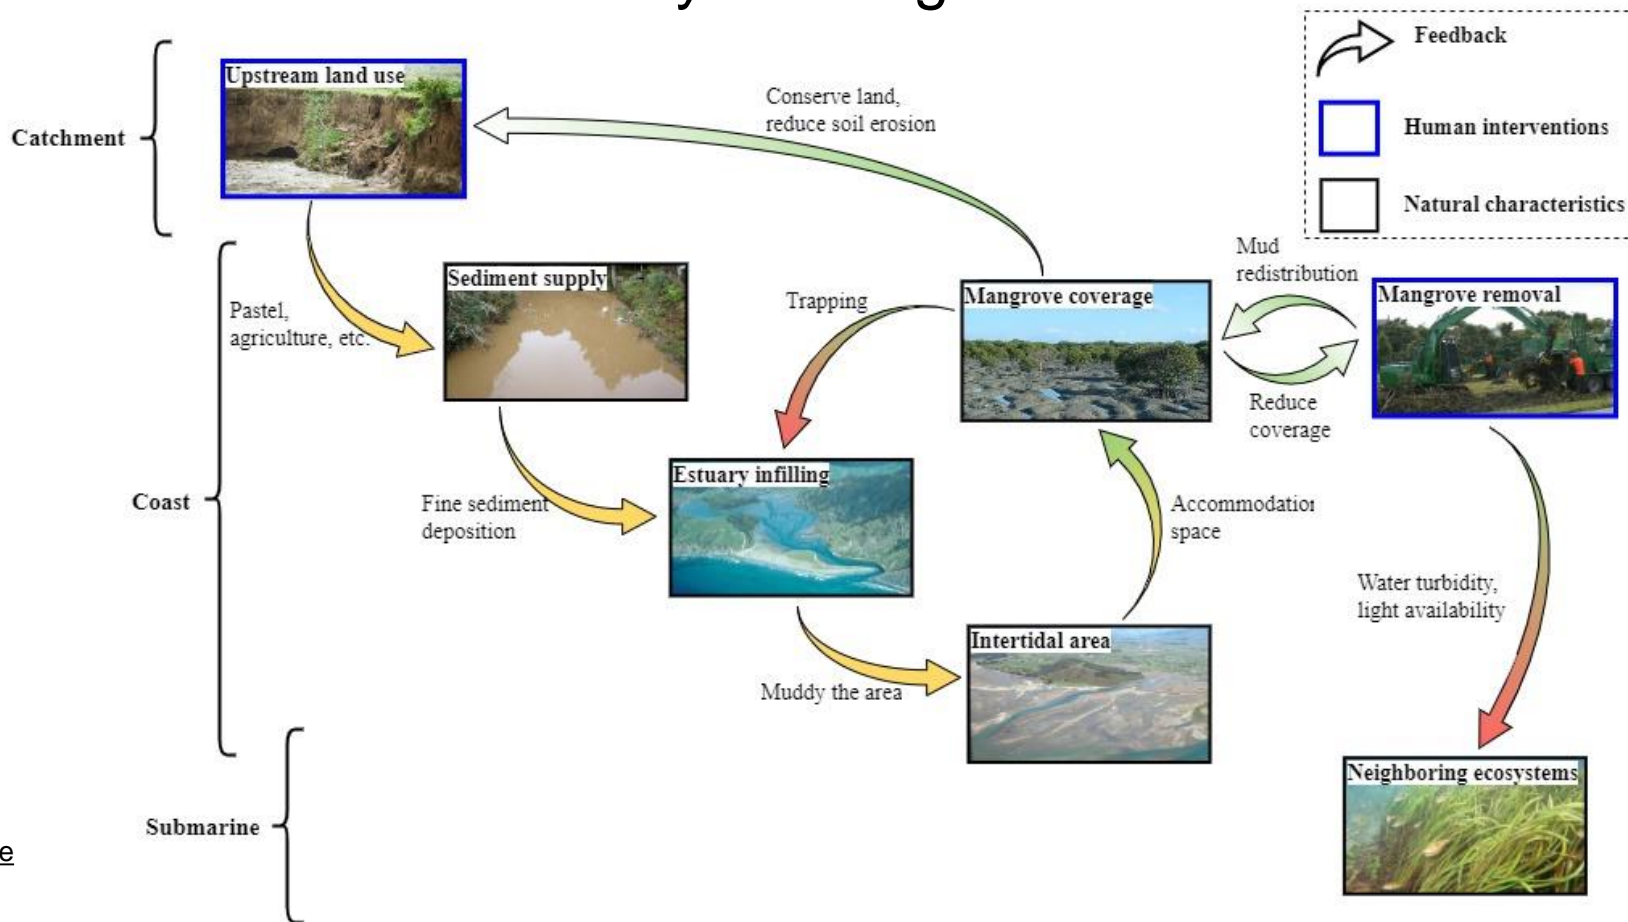 Feedback
Upstream land use
Conserve land,
reduce soil erosion
Catchment
Human interventions
Natural characteristics
Mud
redistribution
Sediment supply
Mangrove coverage
Mangrove removal
Trapping
Pastel,
agriculture, etc.
Reduce
coverage
Estuary infilling
Coast
Fine sediment
deposition
Accommodation
space
Water turbidity,
light availability
Intertidal area
Muddy the area
Neighboring ecosystems
Submarine
e